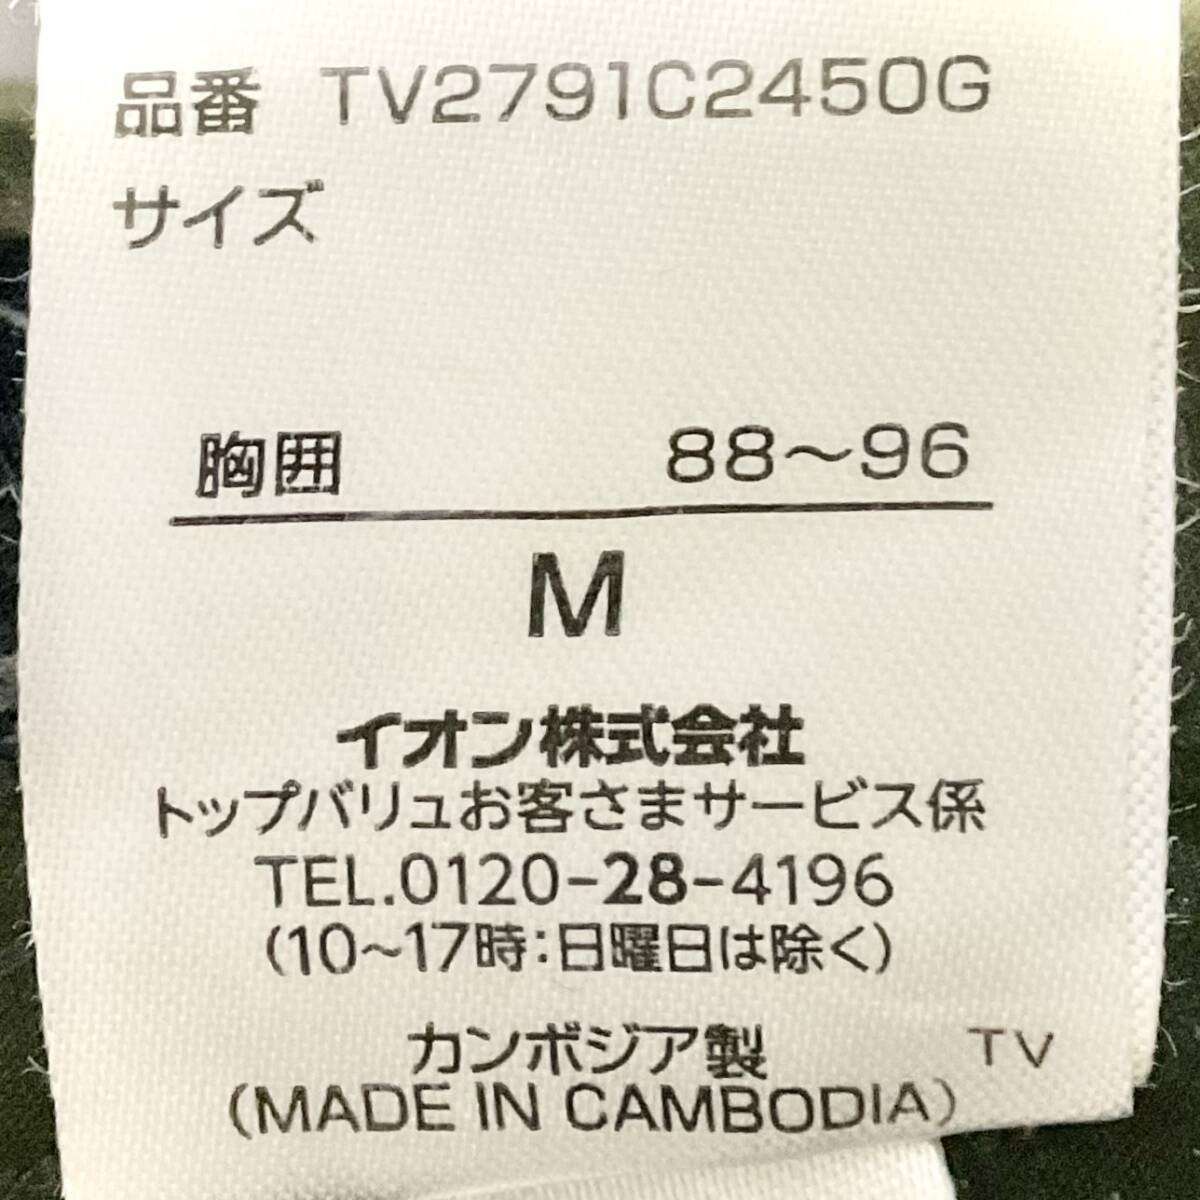 品番 TV2791C2450G
サイズ
胸囲 88～96
M
イオン株式会社
トップバリュお客さまサービス係
TEL.0120-28-4196
(10～17時:日曜日は除く)
カンボジア製 TV
(MADE IN CAMBODIA)